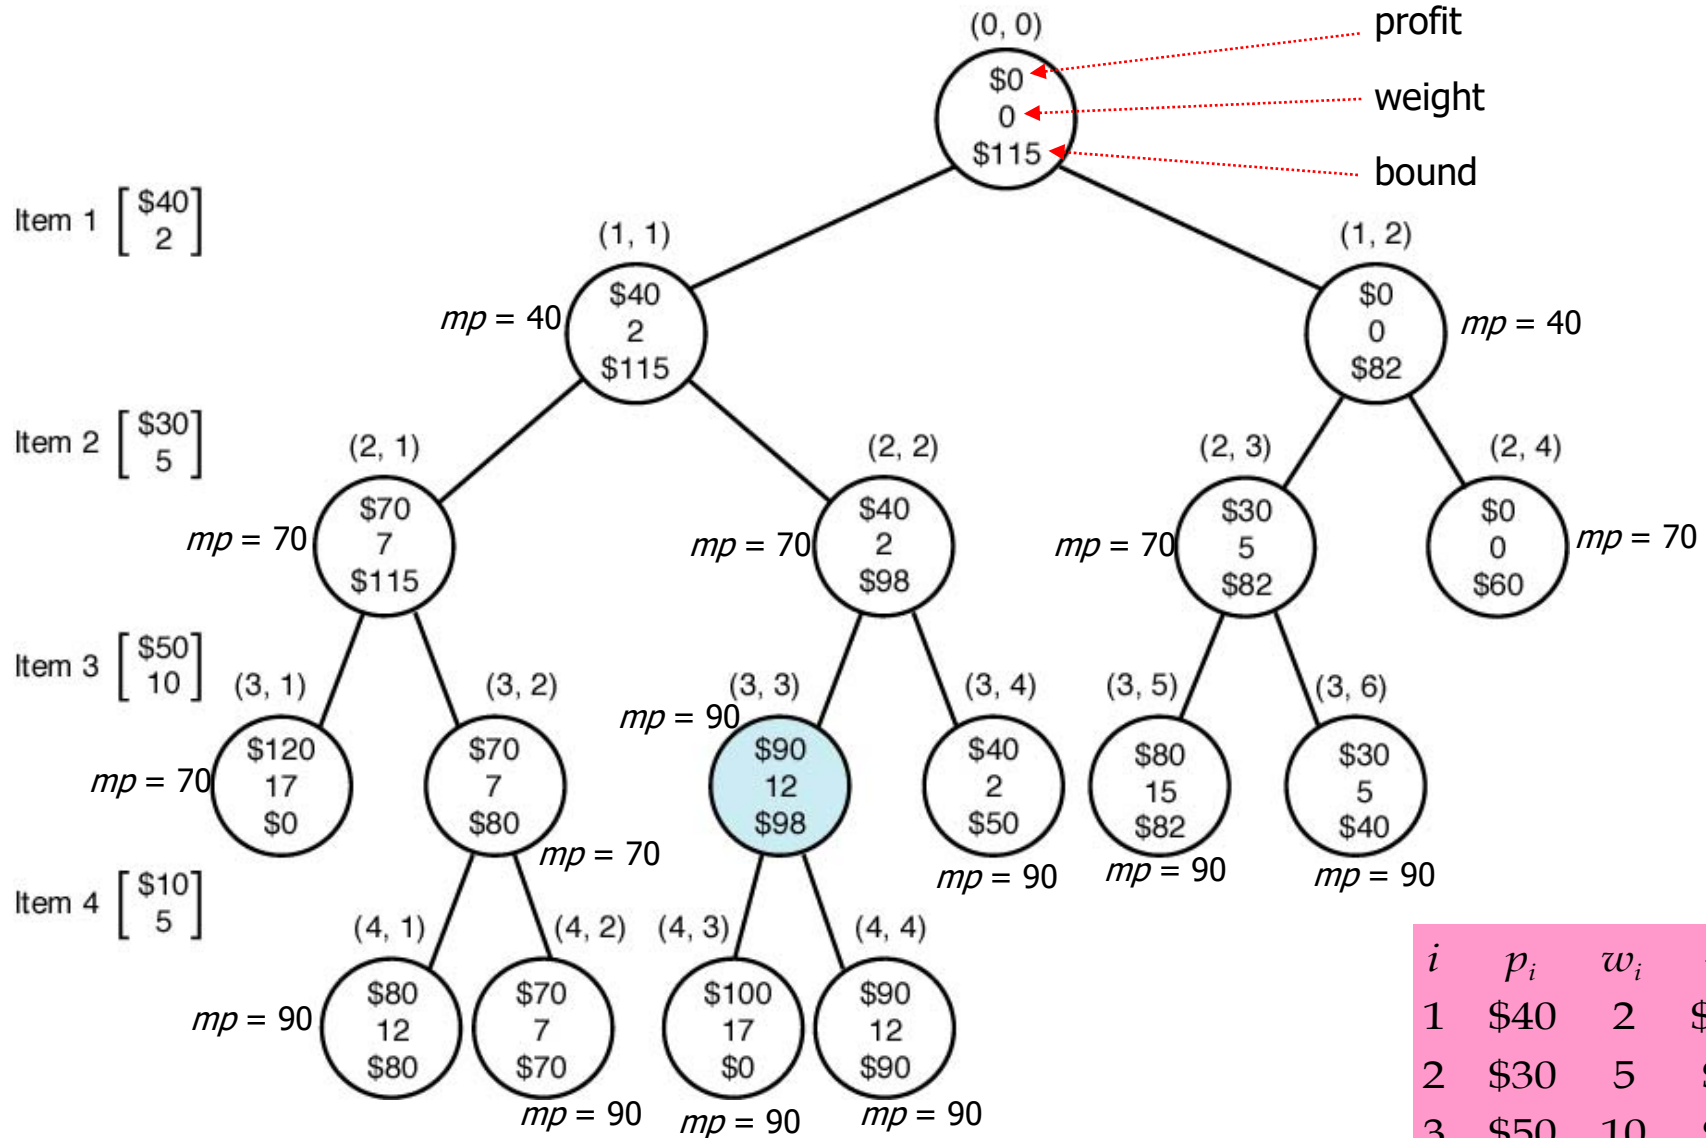 (0, 0)
profit
$0
weight
0
$115
bound
Item 1 [$40 2]
(1, 1)
(1, 2)
mp = 40
$40
2
$115
$0
0
$82
mp = 40
Item 2 [$30 5]
(2, 1)
(2, 2)
(2, 3)
(2, 4)
mp = 70
$70
7
$115
mp = 70
$40
2
$98
mp = 70
$30
5
$82
$0
0
$60
mp = 70
Item 3 [$50 10]
(3, 1)
(3, 2)
(3, 3)
(3, 4)
(3, 5)
(3, 6)
mp = 70
$120
17
$0
$70
7
$80
mp = 70
mp = 90
$90
12
$98
$40
2
$50
mp = 90
$80
15
$82
mp = 90
$30
5
$40
mp = 90
Item 4 [$10 5]
(4, 1)
(4, 2)
(4, 3)
(4, 4)
mp = 90
$80
12
$80
$70
7
$70
mp = 90
$100
17
$0
mp = 90
$90
12
$90
mp = 90
i pi wi
1 $40 2 $
2 $30 5
3 $50 10